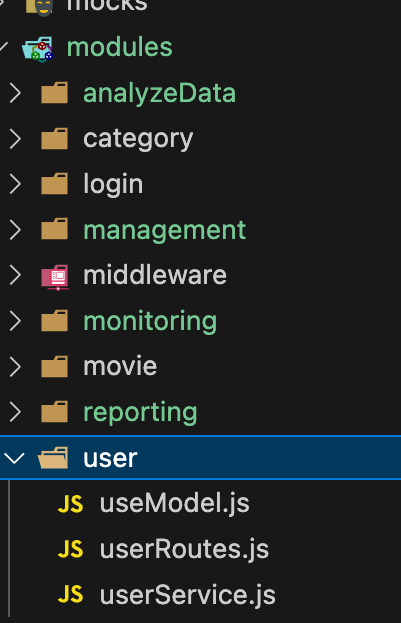 mocks
modules
analyzeData
category
login
management
middleware
monitoring
movie
reporting
user
JS useModel.js
JS userRoutes.js
JS userService.js